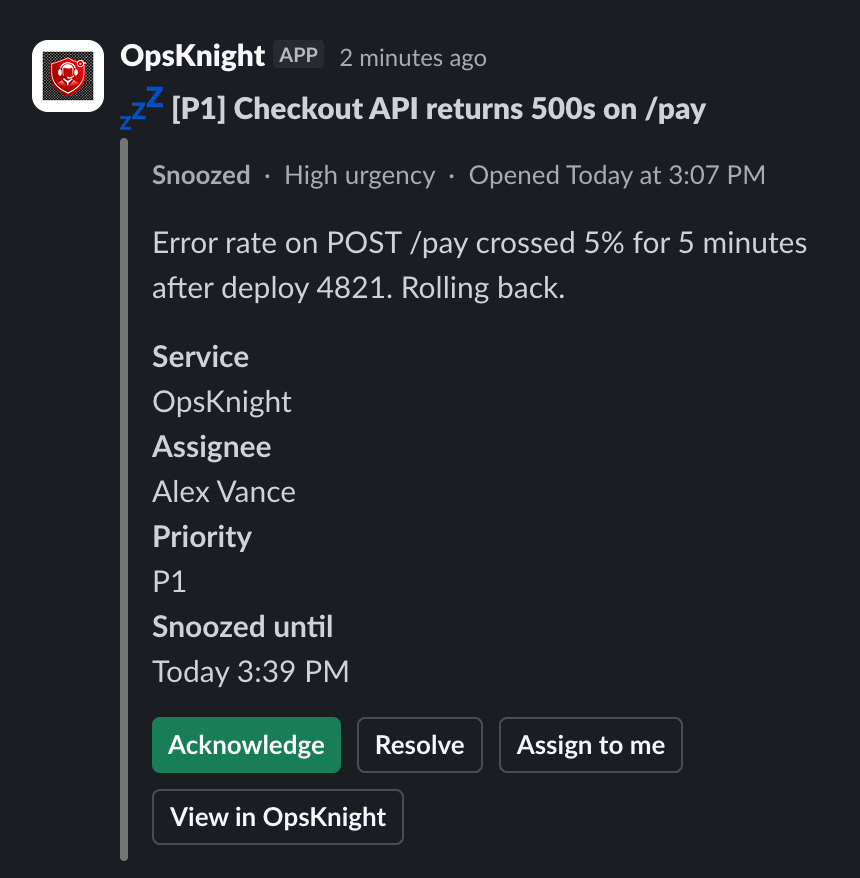 OpsKnight APP 2 minutes ago
💤 [P1] Checkout API returns 500s on /pay
Snoozed · High urgency · Opened Today at 3:07 PM
Error rate on POST /pay crossed 5% for 5 minutes
after deploy 4821. Rolling back.
Service
OpsKnight
Assignee
Alex Vance
Priority
P1
Snoozed until
Today 3:39 PM
Acknowledge Resolve Assign to me
View in OpsKnight